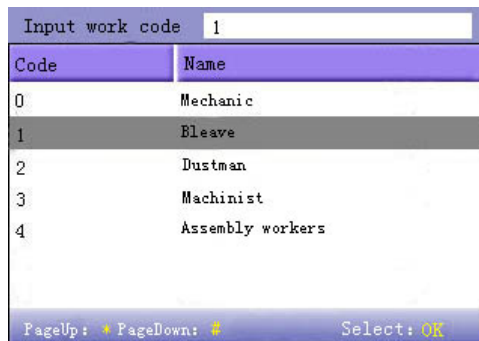 Input work code 1
Code Name
0 Mechanic
1 Bleave
2 Dustman
3 Machinist
4 Assembly workers
PageUp: * PageDown: # Select: OK